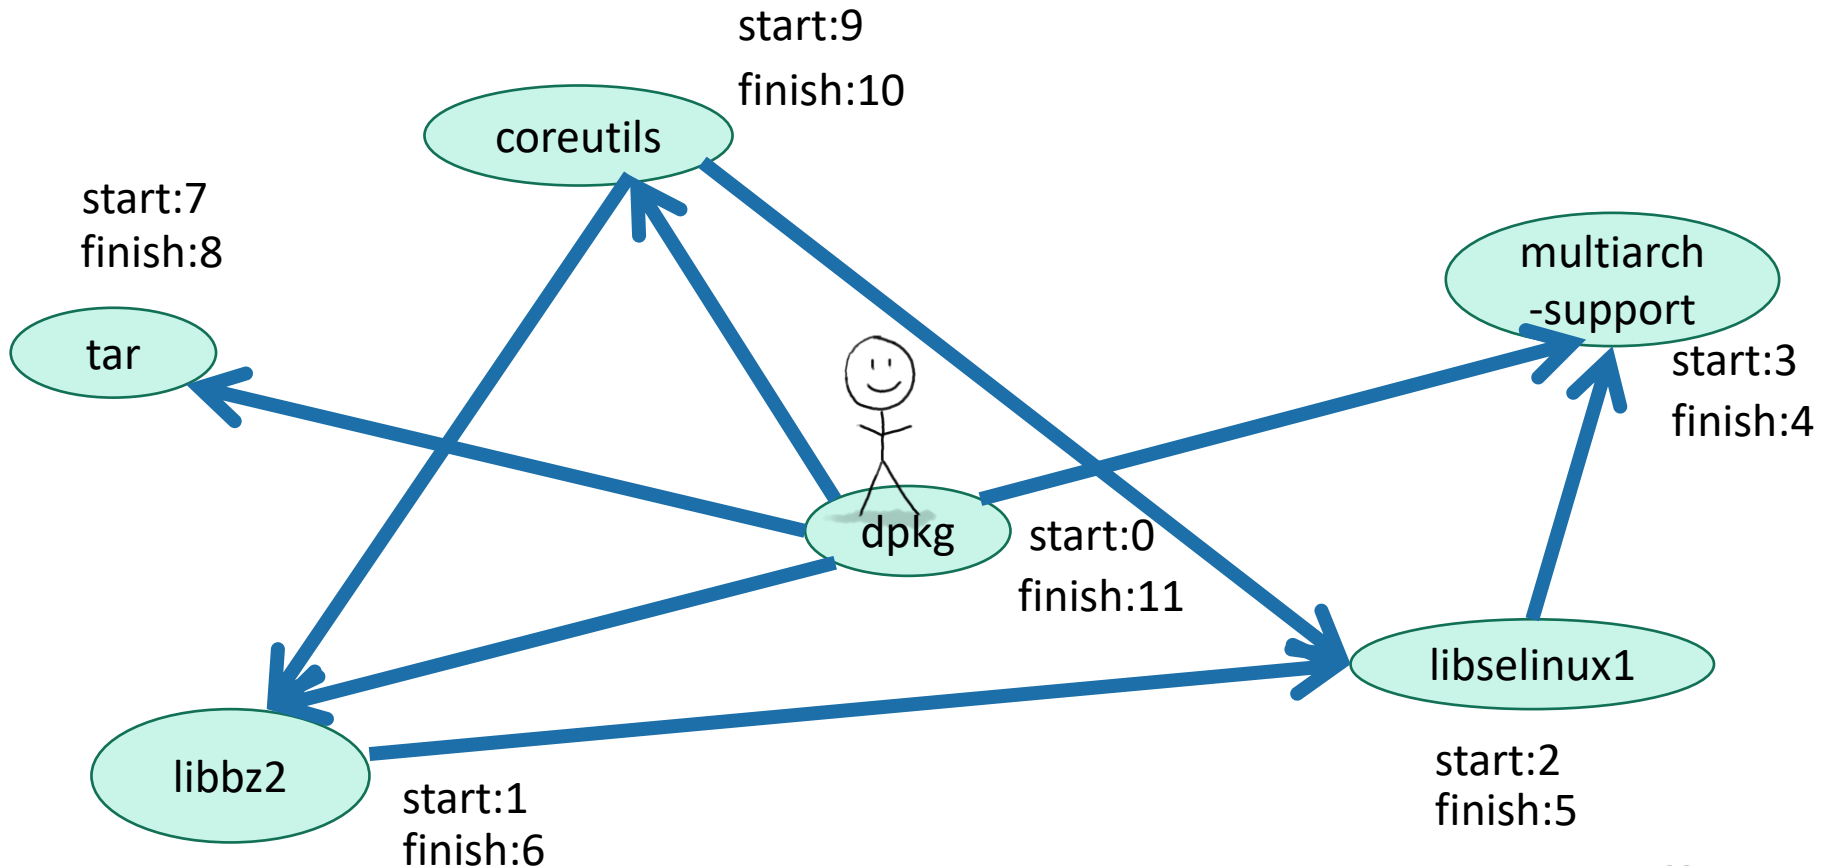 start:9
finish:10
coreutils
start:7
finish:8
tar
multiarch
-support
start:3
finish:4
dpkg
start:0
finish:11
libselinux1
start:2
finish:5
libbz2
start:1
finish:6